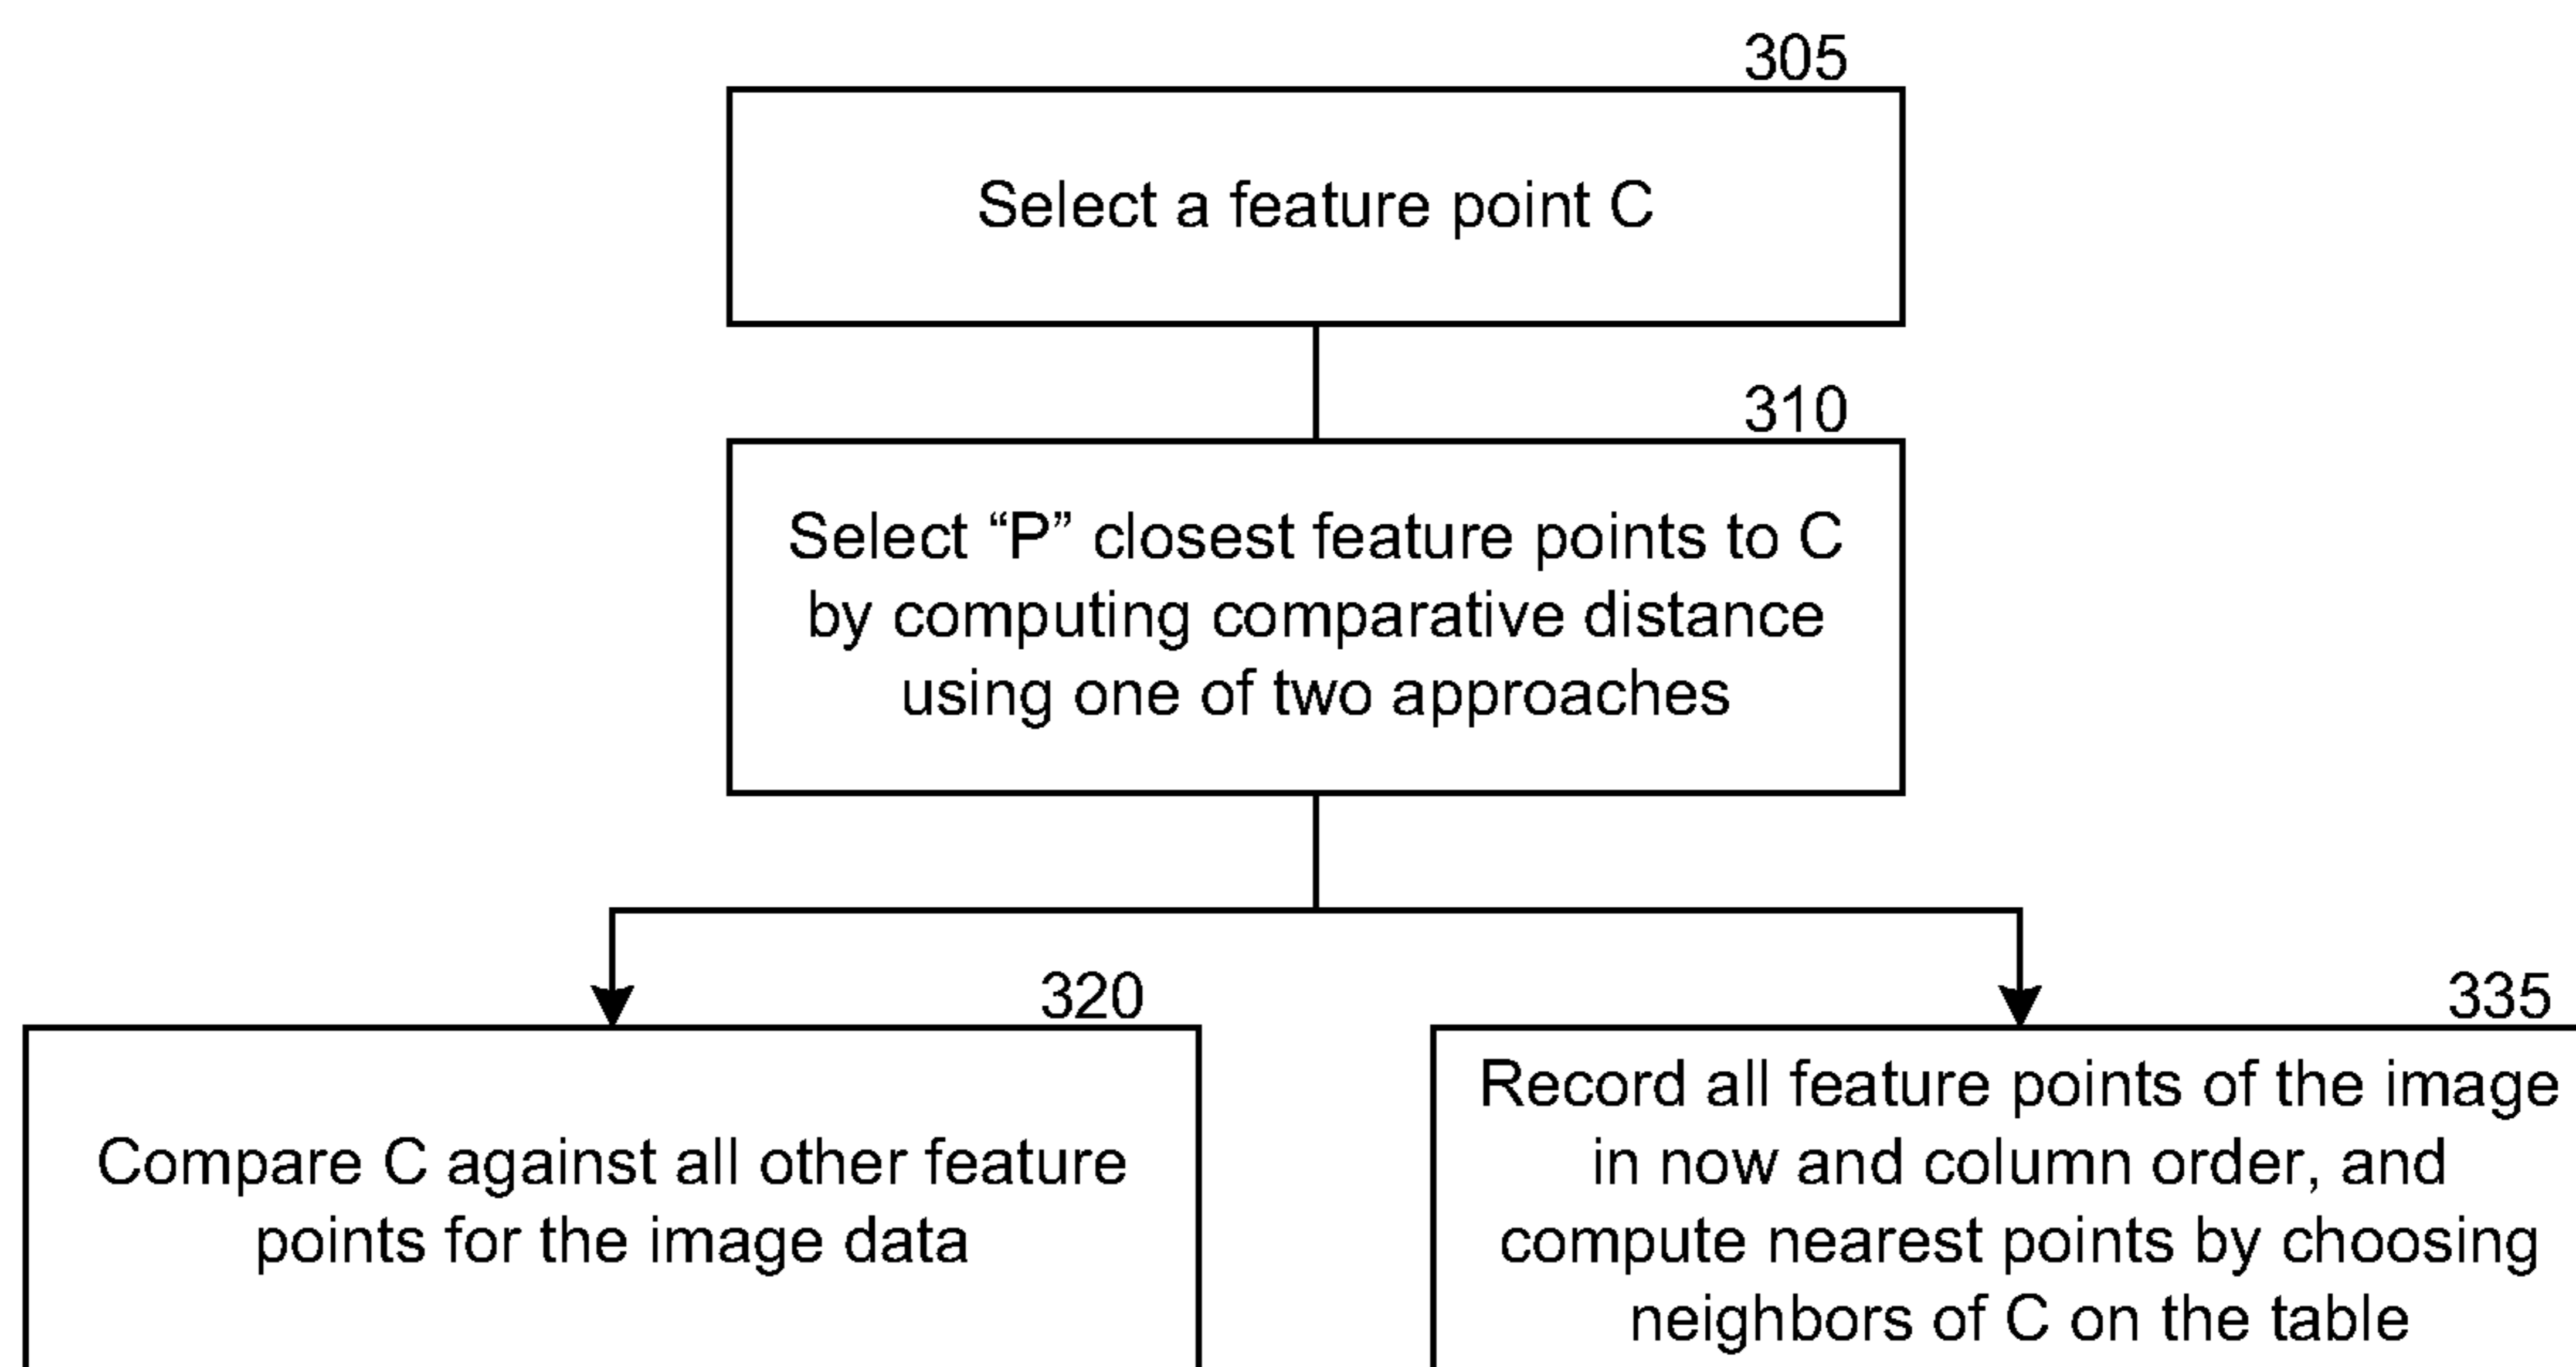 305
Select a feature point C
310
Select “P” closest feature points to C
by computing comparative distance
using one of two approaches
320
Compare C against all other feature
points for the image data
335
Record all feature points of the image
in now and column order, and
compute nearest points by choosing
neighbors of C on the table